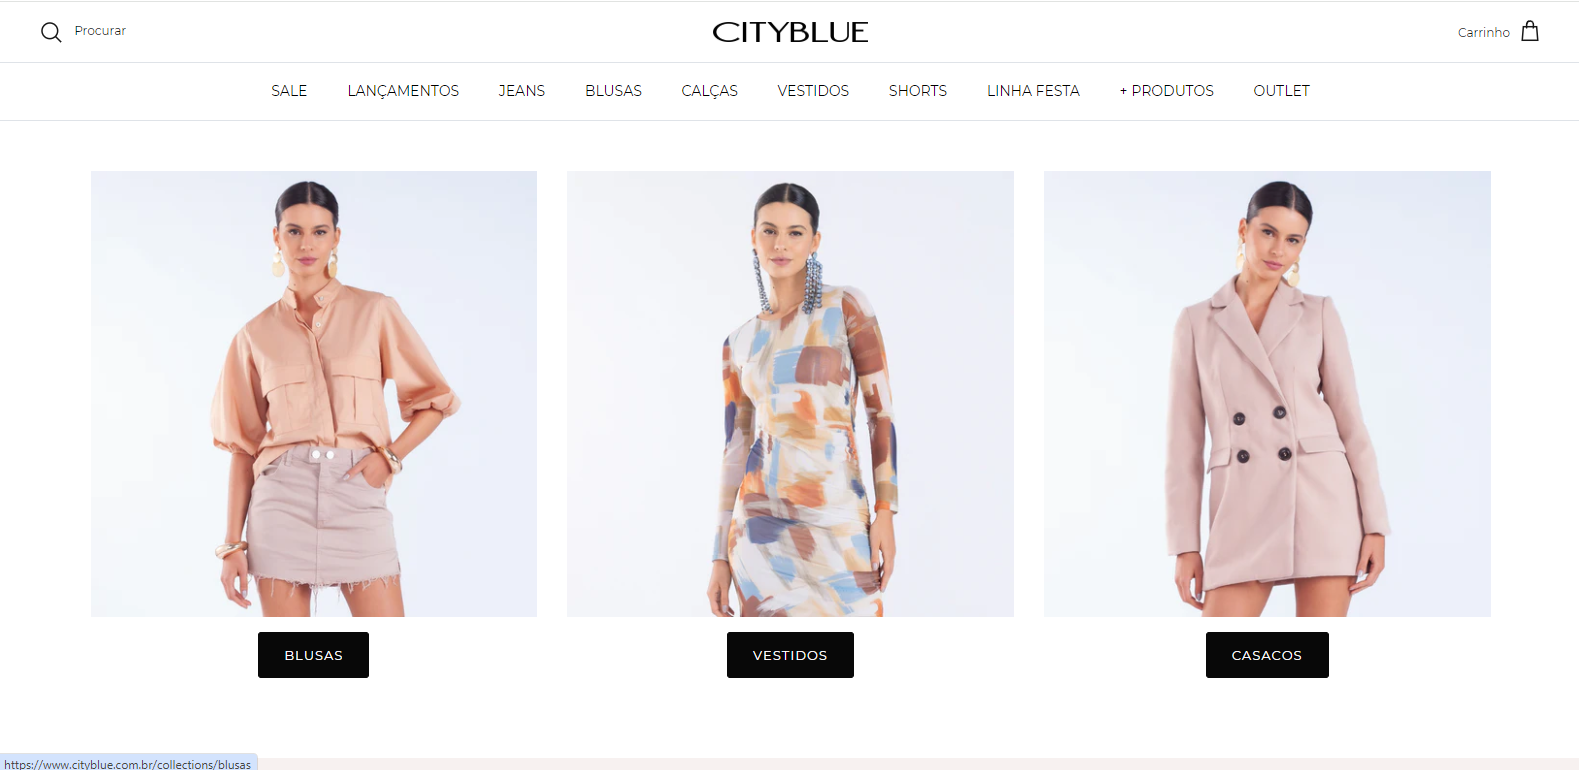 Procurar
CITYBLUE
Carrinho
SALE LANÇAMENTOS JEANS BLUSAS CALÇAS VESTIDOS SHORTS LINHA FESTA + PRODUTOS OUTLET
BLUSAS
VESTIDOS
CASACOS
https://www.cityblue.com.br/collections/blusas